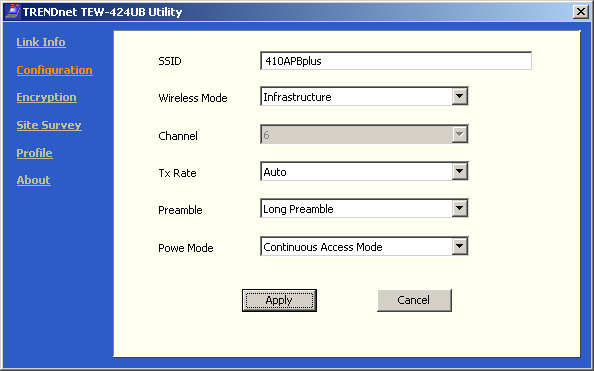 TRENDnet TEW-424UB Utility
Link Info
Configuration
Encryption
Site Survey
Profile
About
SSID 410APBplus
Wireless Mode Infrastructure
Channel 6
Tx Rate Auto
Preamble Long Preamble
Powe Mode Continuous Access Mode
Apply Cancel